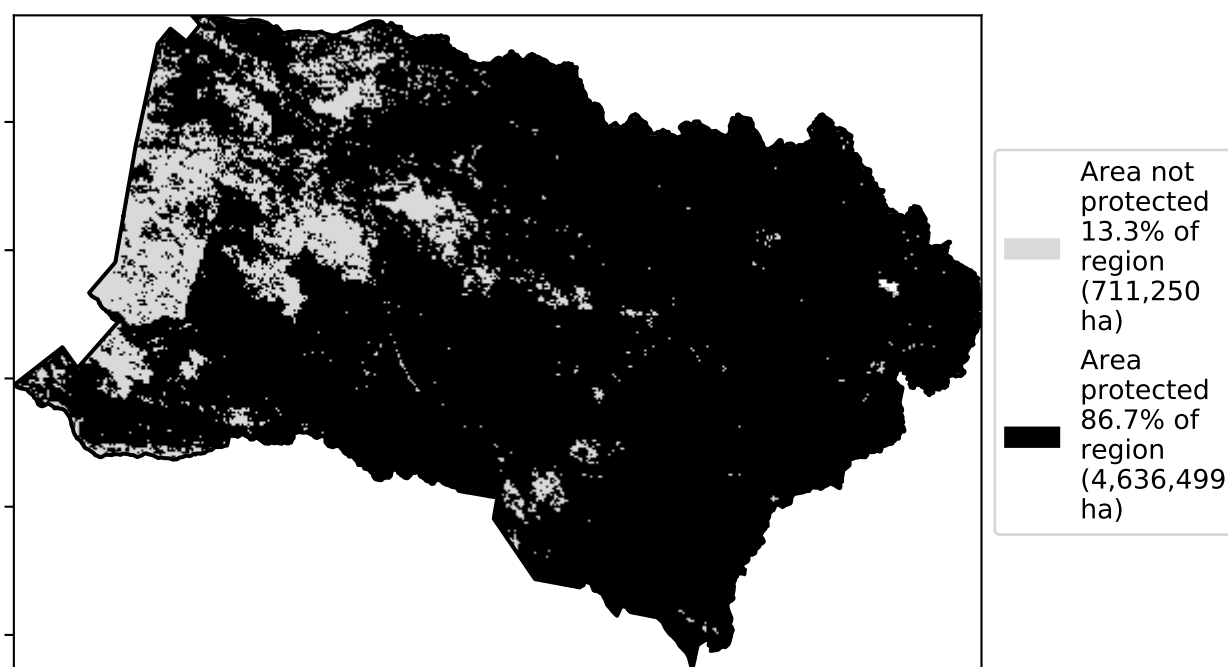 Area not
protected
13.3% of
region
(711,250
ha)
Area
protected
86.7% of
region
(4,636,499
ha)